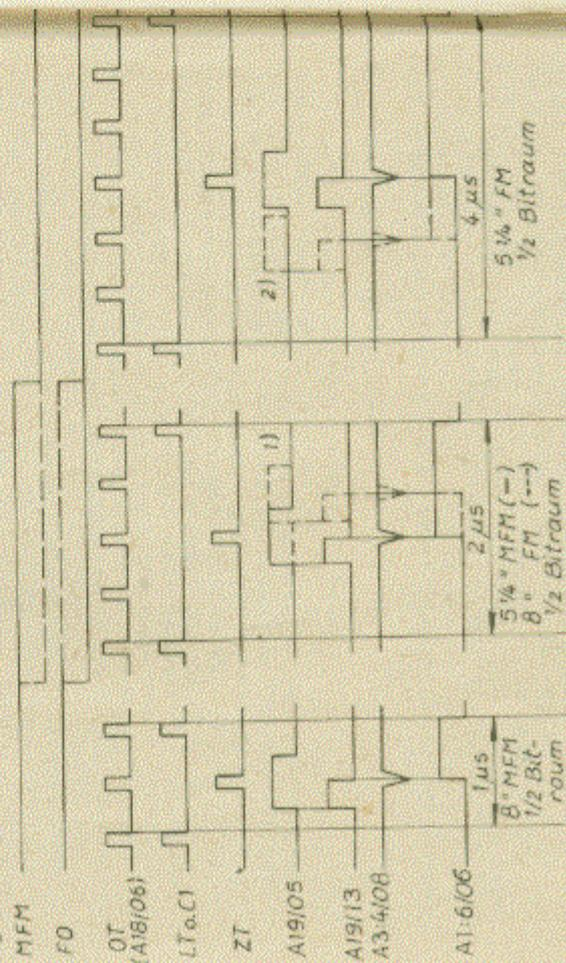 MFM
FO
OT
(A18/06)
LT o. C1
ZT
A19/05
A19/13
A3:4/08
A1:6/06
1 µs
8" MFM
1/2 Bit-
raum
1)
2 µs
5 1/4" MFM (—)
8" FM (---)
1/2 Bitraum
2)
4 µs
5 1/4" FM
1/2 Bitraum